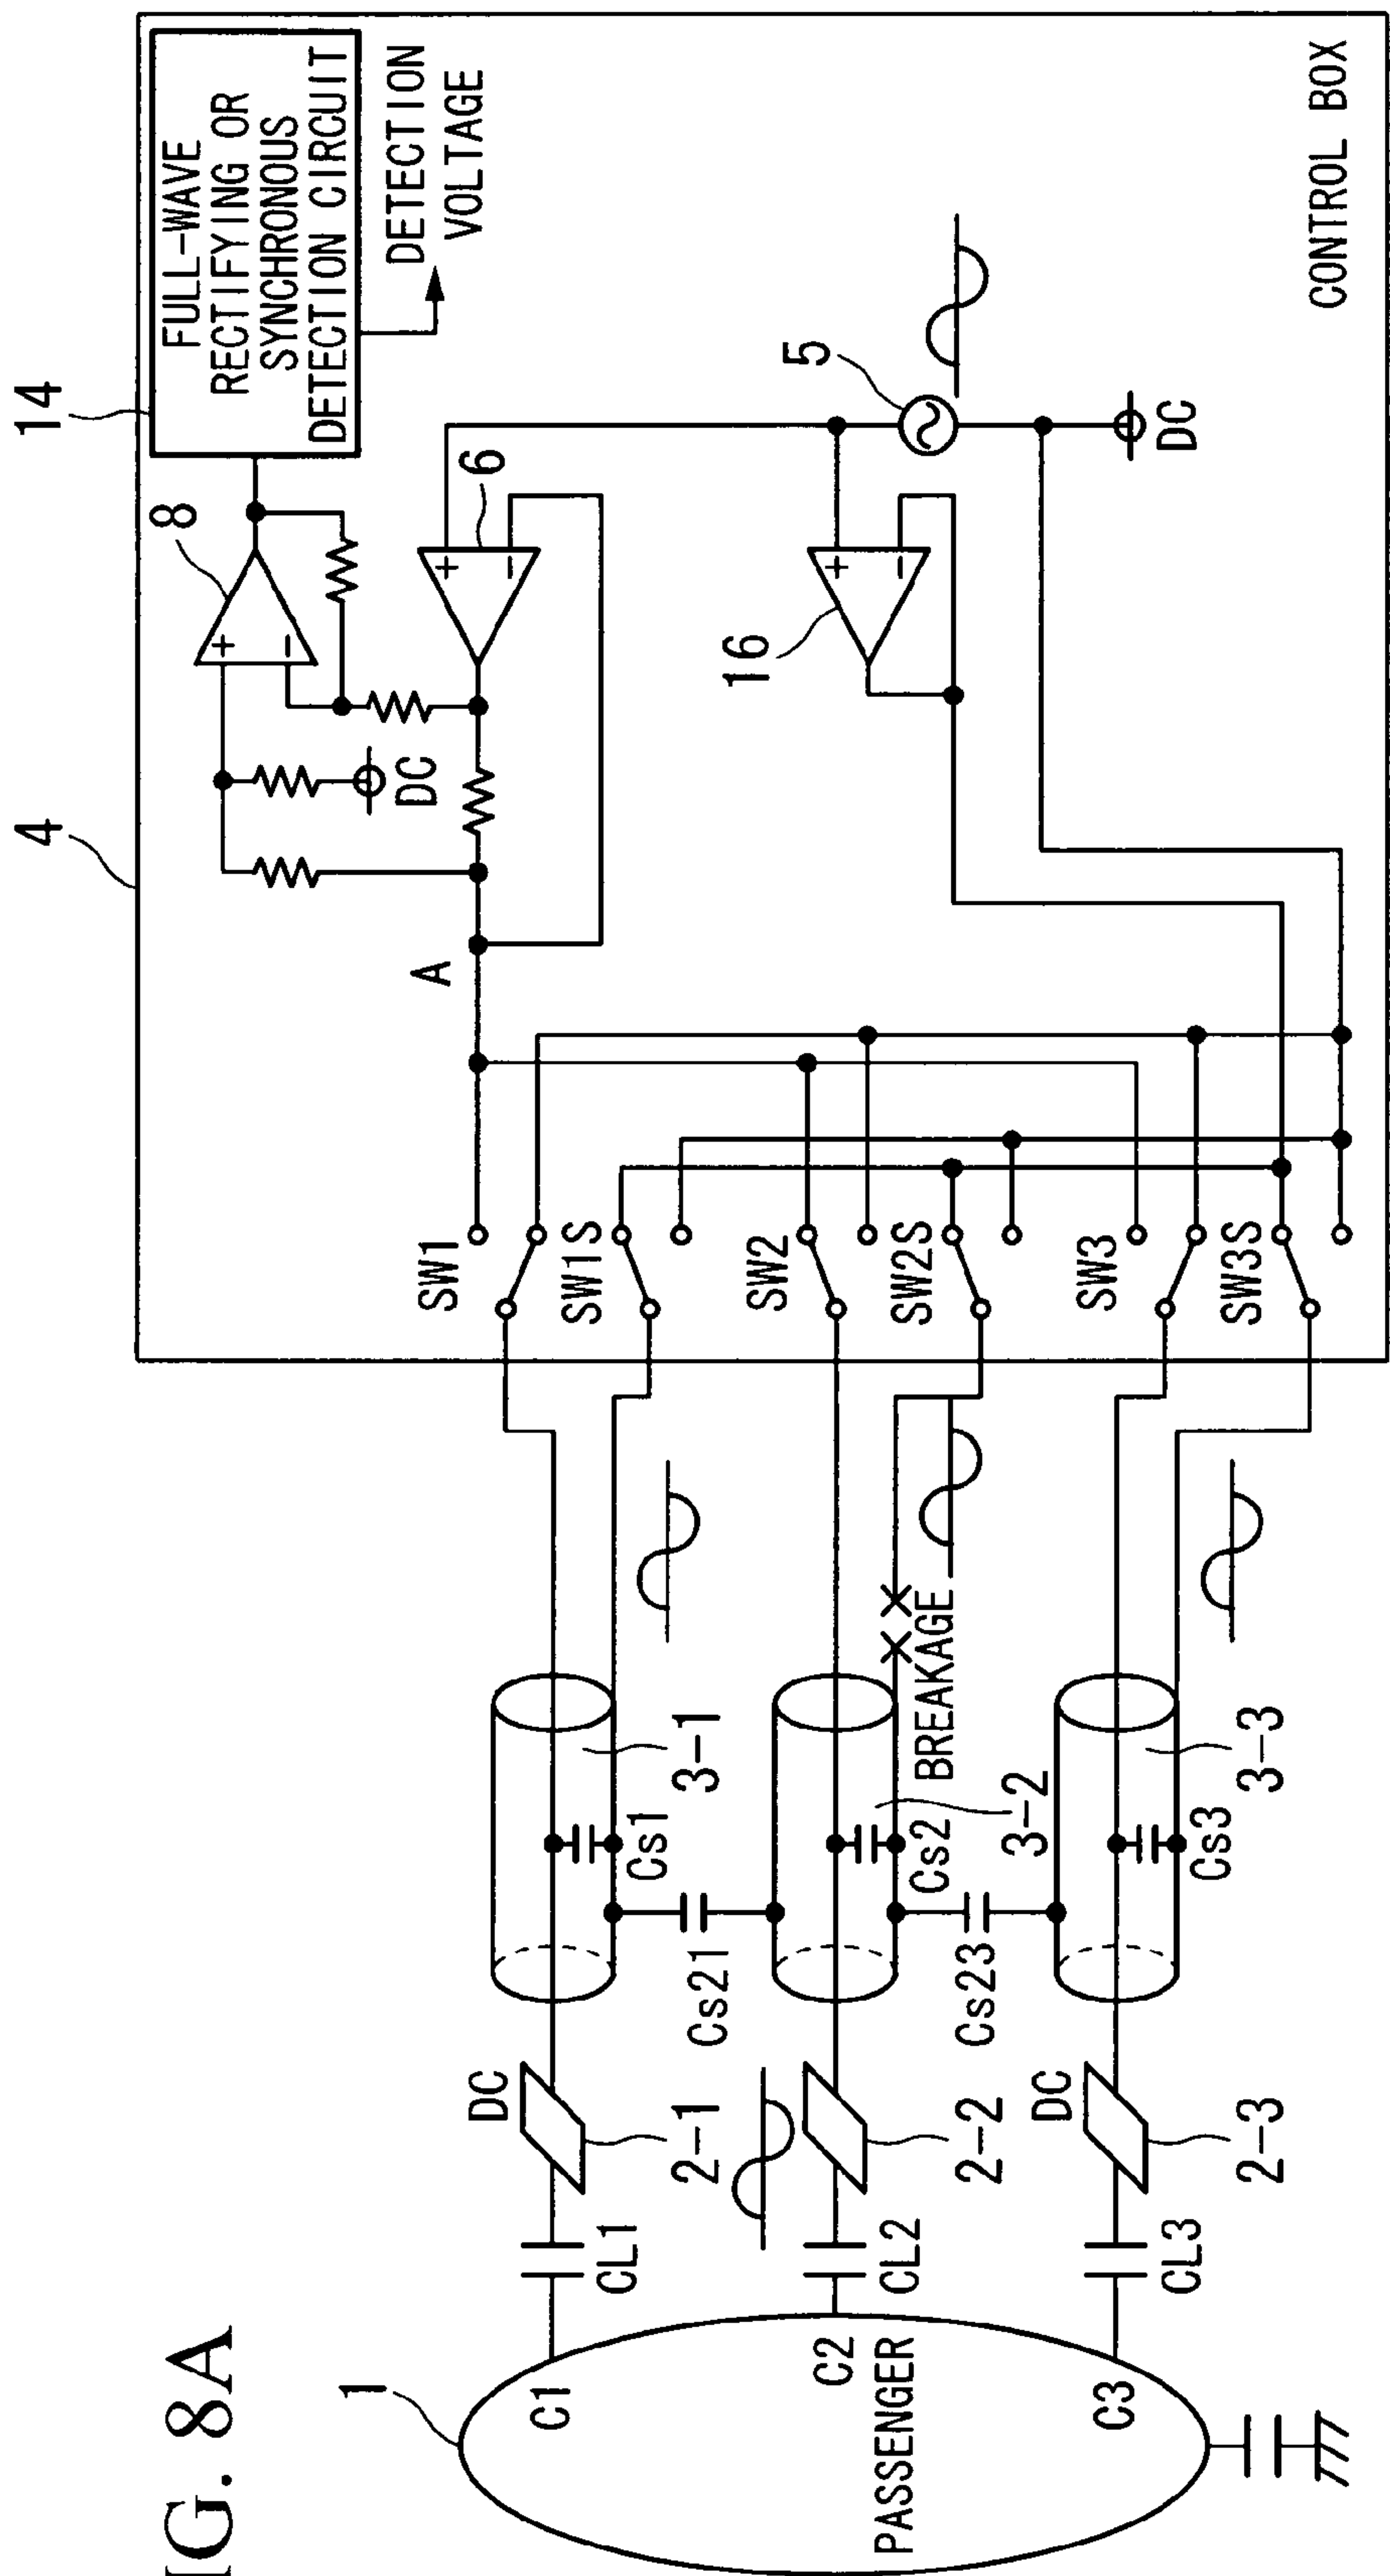 [G. 8A
4
14
FULL-WAVE
RECTIFYING OR
SYNCHRONOUS
DETECTION CIRCUIT
DETECTION
VOLTAGE
8
+
−
DC
6
+
−
A
5
16
+
−
DC
CONTROL BOX
SW1
SW1S
SW2
SW2S
SW3
SW3S
1
C1
C2
PASSENGER
C3
CL1
CL2
CL3
DC
2-1
2-2
DC
2-3
Cs1
3-1
Cs21
Cs2
3-2
BREAKAGE
Cs23
Cs3
3-3